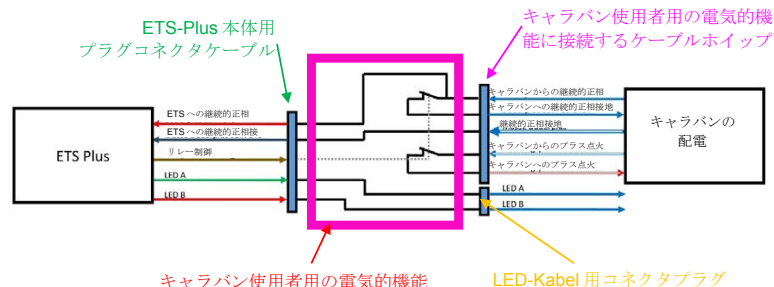 ETS-Plus 本体用
プラグコネクタケーブル
キャラバン使用者用の電気的機
能に接続するケーブルホイップ
キャラバンからの継続的正相
ETS への継続的正相
キャラバンへの継続的正相接地
ETS への継続的正相接
継続的正相接地
リレー制御
キャラバンからのプラス点火
キャラバンへのプラス点火
ETS Plus
キャラバンの
配電
LED A
LED B
LED A
LED B
キャラバン使用者用の電気的機能
LED-Kabel 用コネクタプラグ